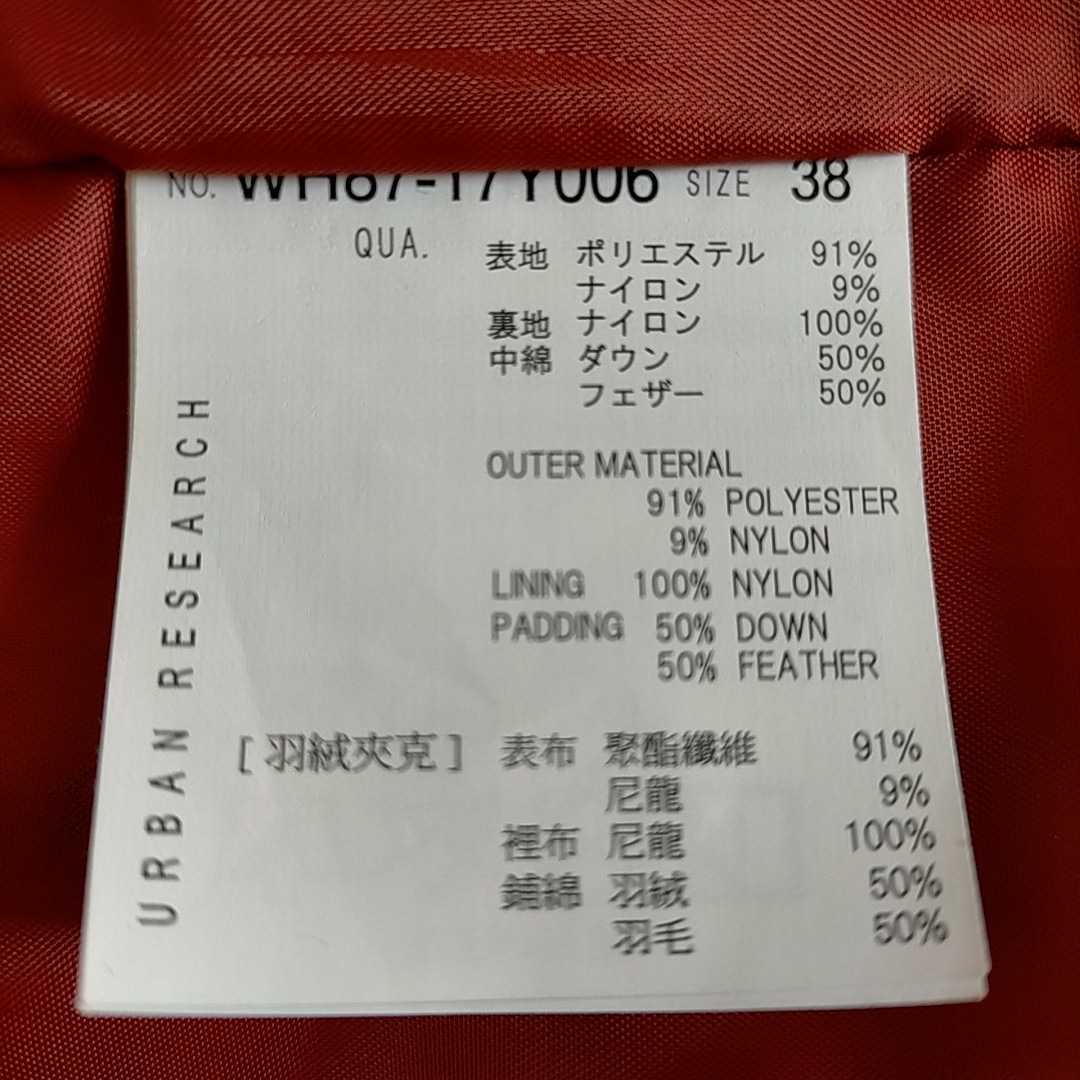 NO. WH87-17Y006 SIZE 38
QUA.
表地 ポリエステル 91%
ナイロン 9%
裏地 ナイロン 100%
中綿 ダウン 50%
フェザー 50%
OUTER MATERIAL
91% POLYESTER
9% NYLON
LINING 100% NYLON
PADDING 50% DOWN
50% FEATHER
[羽絨夾克] 表布 聚酯纖維 91%
尼龍 9%
裡布 尼龍 100%
鋪綿 羽絨 50%
羽毛 50%
URBAN RESEARCH